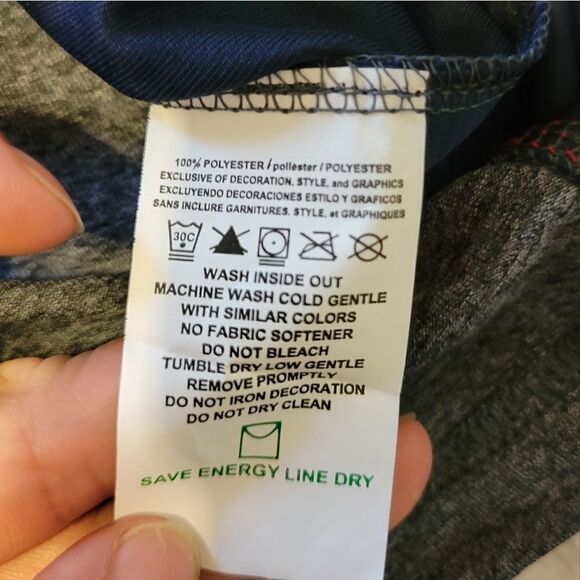 100% POLYESTER / poliéster / POLYESTER
EXCLUSIVE OF DECORATION, STYLE, and GRAPHICS
EXCLUYENDO DECORACIONES ESTILO Y GRAFICOS
SANS INCLURE GARNITURES, STYLE, et GRAPHIQUES
30C
WASH INSIDE OUT
MACHINE WASH COLD GENTLE
WITH SIMILAR COLORS
NO FABRIC SOFTENER
DO NOT BLEACH
TUMBLE DRY LOW GENTLE
REMOVE PROMPTLY
DO NOT IRON DECORATION
DO NOT DRY CLEAN
SAVE ENERGY LINE DRY